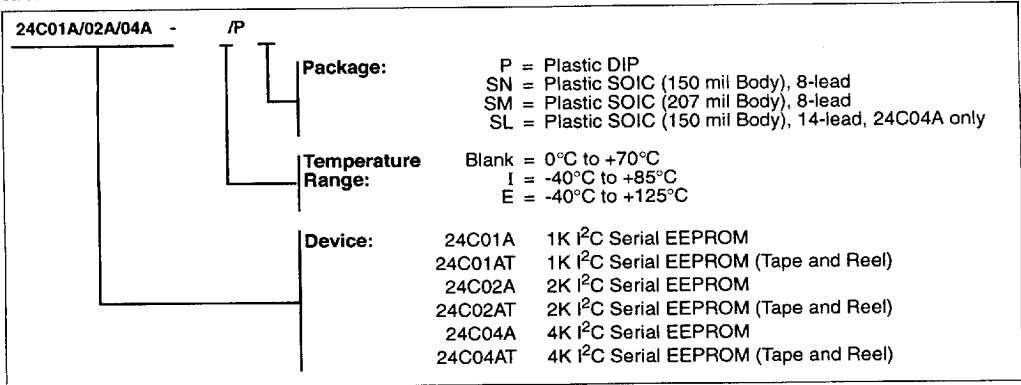 24C01A/02A/04A - /P
Package: P = Plastic DIP
SN = Plastic SOIC (150 mil Body), 8-lead
SM = Plastic SOIC (207 mil Body), 8-lead
SL = Plastic SOIC (150 mil Body), 14-lead, 24C04A only
Temperature Blank = 0°C to +70°C
Range: I = -40°C to +85°C
E = -40°C to +125°C
Device: 24C01A 1K I²C Serial EEPROM
24C01AT 1K I²C Serial EEPROM (Tape and Reel)
24C02A 2K I²C Serial EEPROM
24C02AT 2K I²C Serial EEPROM (Tape and Reel)
24C04A 4K I²C Serial EEPROM
24C04AT 4K I²C Serial EEPROM (Tape and Reel)